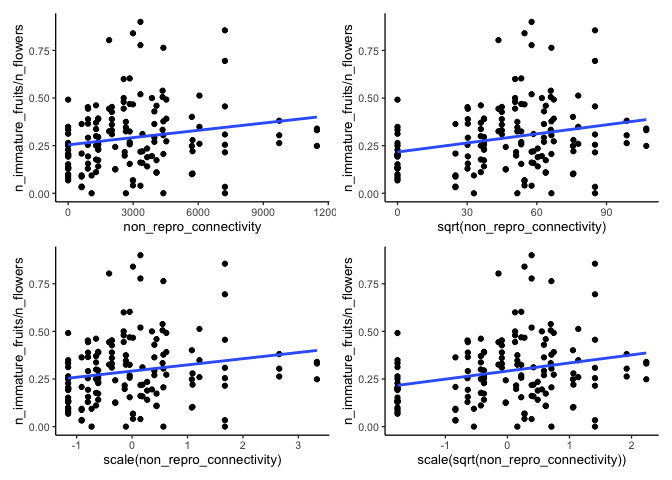 n_immature_fruits/n_flowers
0.75
0.50
0.25
0.00
0 3000 6000 9000 1200
non_repro_connectivity
n_immature_fruits/n_flowers
0.75
0.50
0.25
0.00
0 30 60 90
sqrt(non_repro_connectivity)
n_immature_fruits/n_flowers
0.75
0.50
0.25
0.00
-1 0 1 2 3
scale(non_repro_connectivity)
n_immature_fruits/n_flowers
0.75
0.50
0.25
0.00
-1 0 1 2
scale(sqrt(non_repro_connectivity))